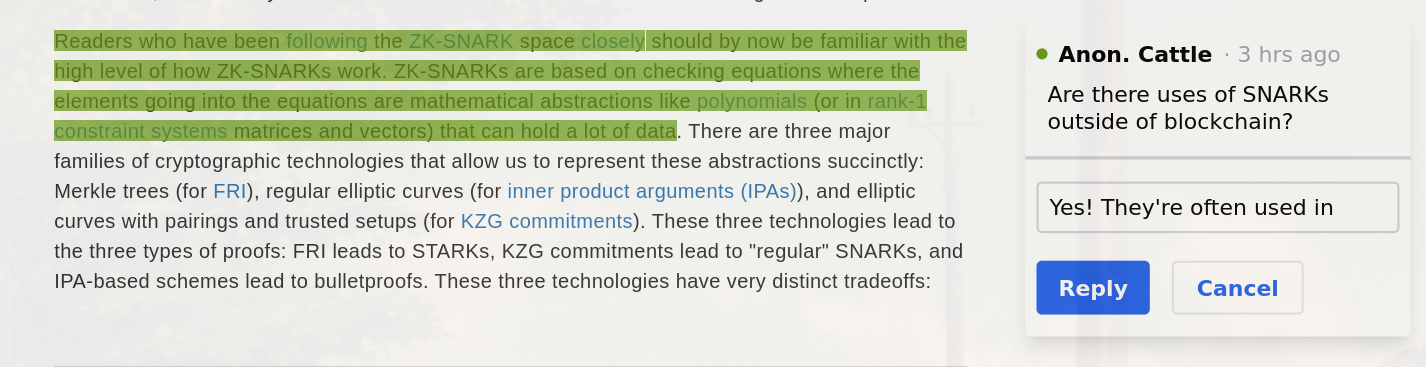 Readers who have been following the ZK-SNARK space closely should by now be familiar with the
high level of how ZK-SNARKs work. ZK-SNARKs are based on checking equations where the
elements going into the equations are mathematical abstractions like polynomials (or in rank-1
constraint systems matrices and vectors) that can hold a lot of data. There are three major
families of cryptographic technologies that allow us to represent these abstractions succinctly:
Merkle trees (for FRI), regular elliptic curves (for inner product arguments (IPAs)), and elliptic
curves with pairings and trusted setups (for KZG commitments). These three technologies lead to
the three types of proofs: FRI leads to STARKs, KZG commitments lead to "regular" SNARKs, and
IPA-based schemes lead to bulletproofs. These three technologies have very distinct tradeoffs:
Anon. Cattle · 3 hrs ago
Are there uses of SNARKs
outside of blockchain?
Yes! They're often used in
Reply Cancel